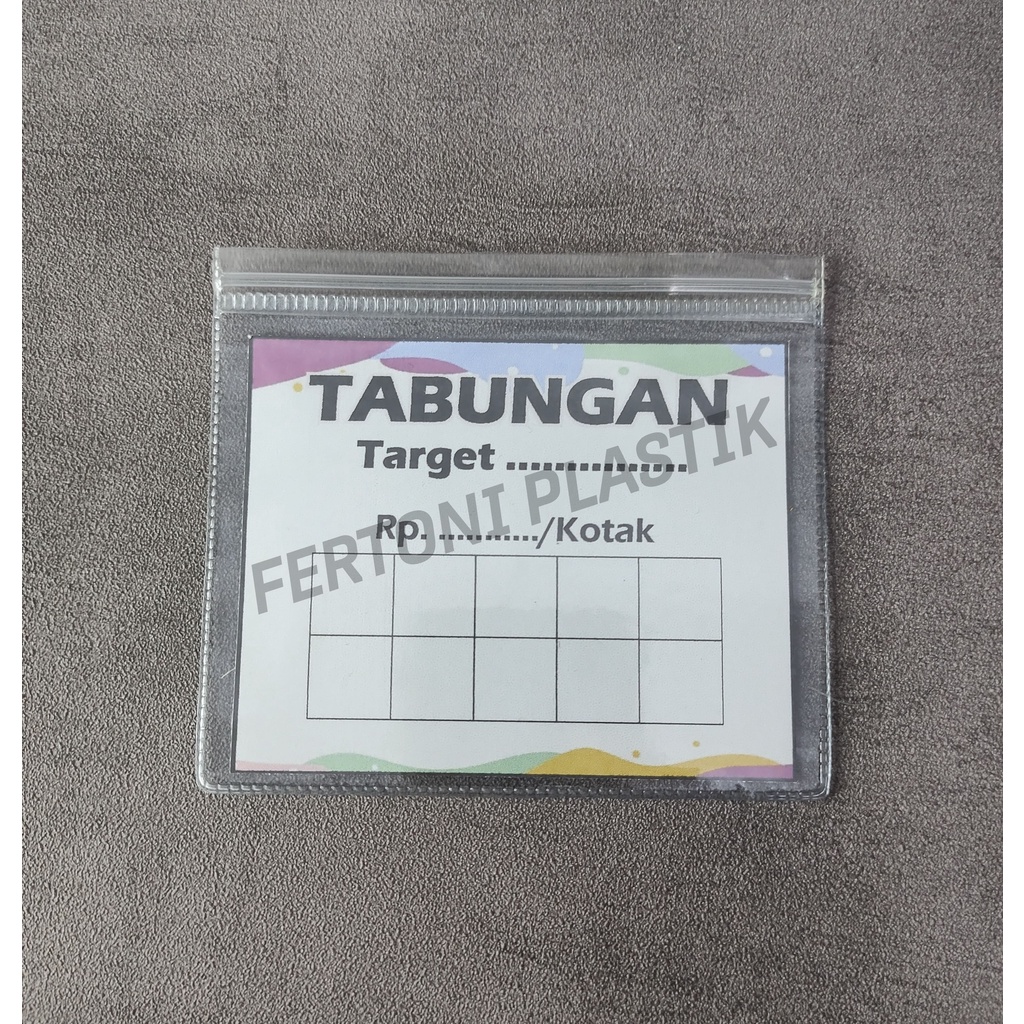 TABUNGAN
Target ...............
Rp. .........../Kotak
FERTONI PLASTIK